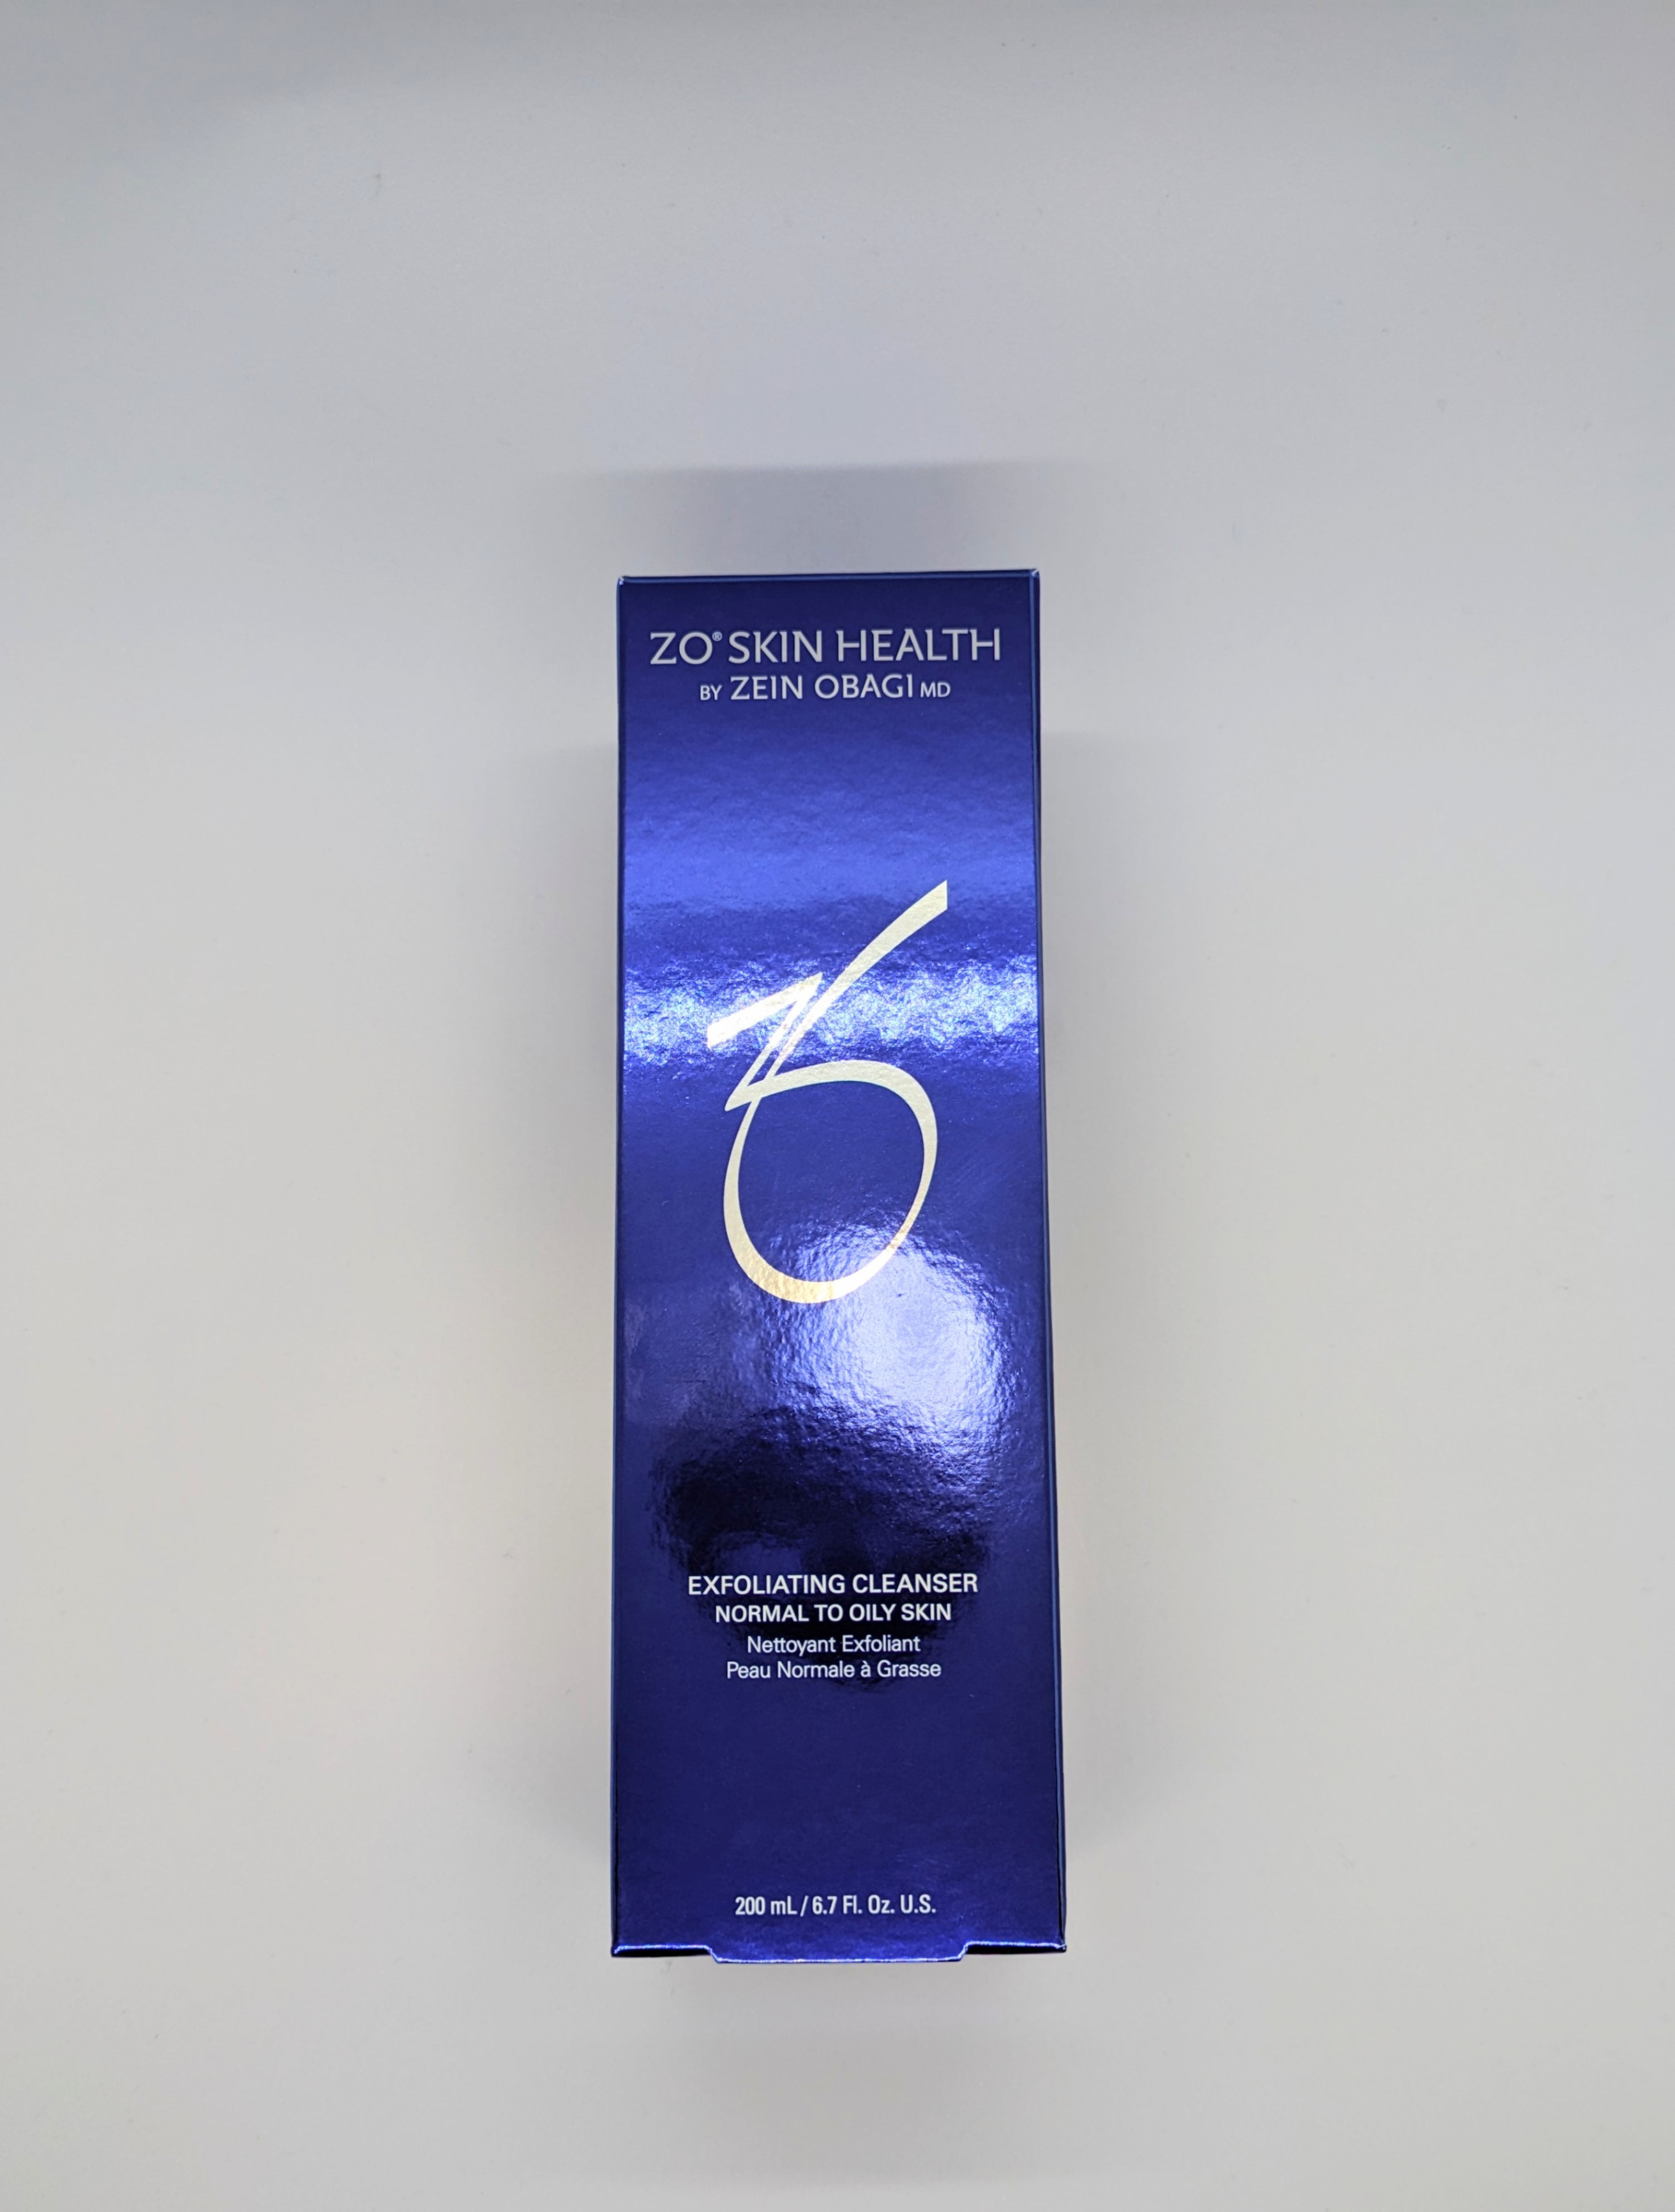 ZO® SKIN HEALTH
BY ZEIN OBAGI MD
ZO
EXFOLIATING CLEANSER
NORMAL TO OILY SKIN
Nettoyant Exfoliant
Peau Normale à Grasse
200 mL / 6.7 Fl. Oz. U.S.